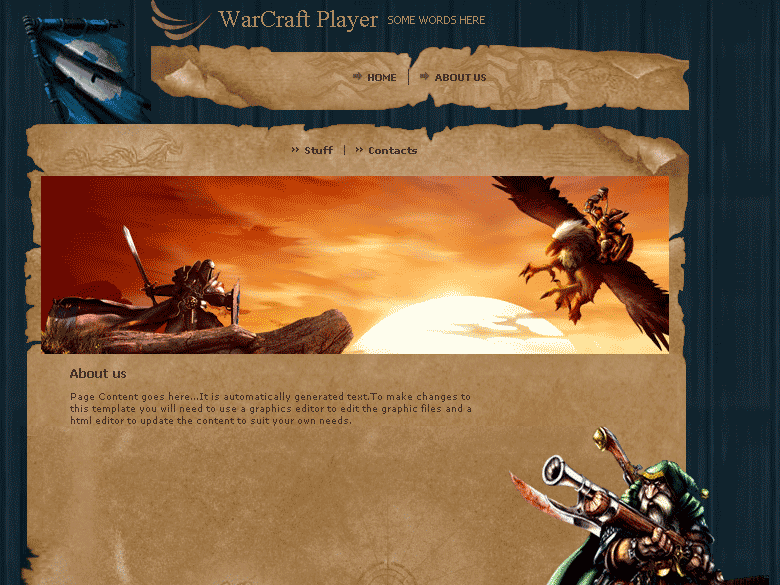 WarCraft Player SOME WORDS HERE
HOME | ABOUT US
Stuff | Contacts
About us
Page Content goes here...It is automatically generated text.To make changes to
this template you will need to use a graphics editor to edit the graphic files and a
html editor to update the content to suit your own needs.